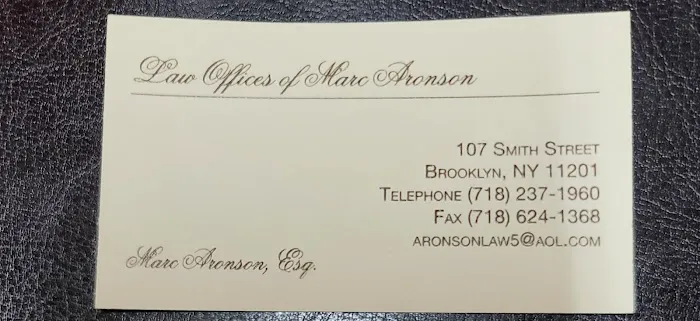 Law Offices of Marc Aronson
107 Smith Street
Brooklyn, NY 11201
Telephone (718) 237-1960
Fax (718) 624-1368
aronsonlaw5@aol.com
Marc Aronson, Esq.